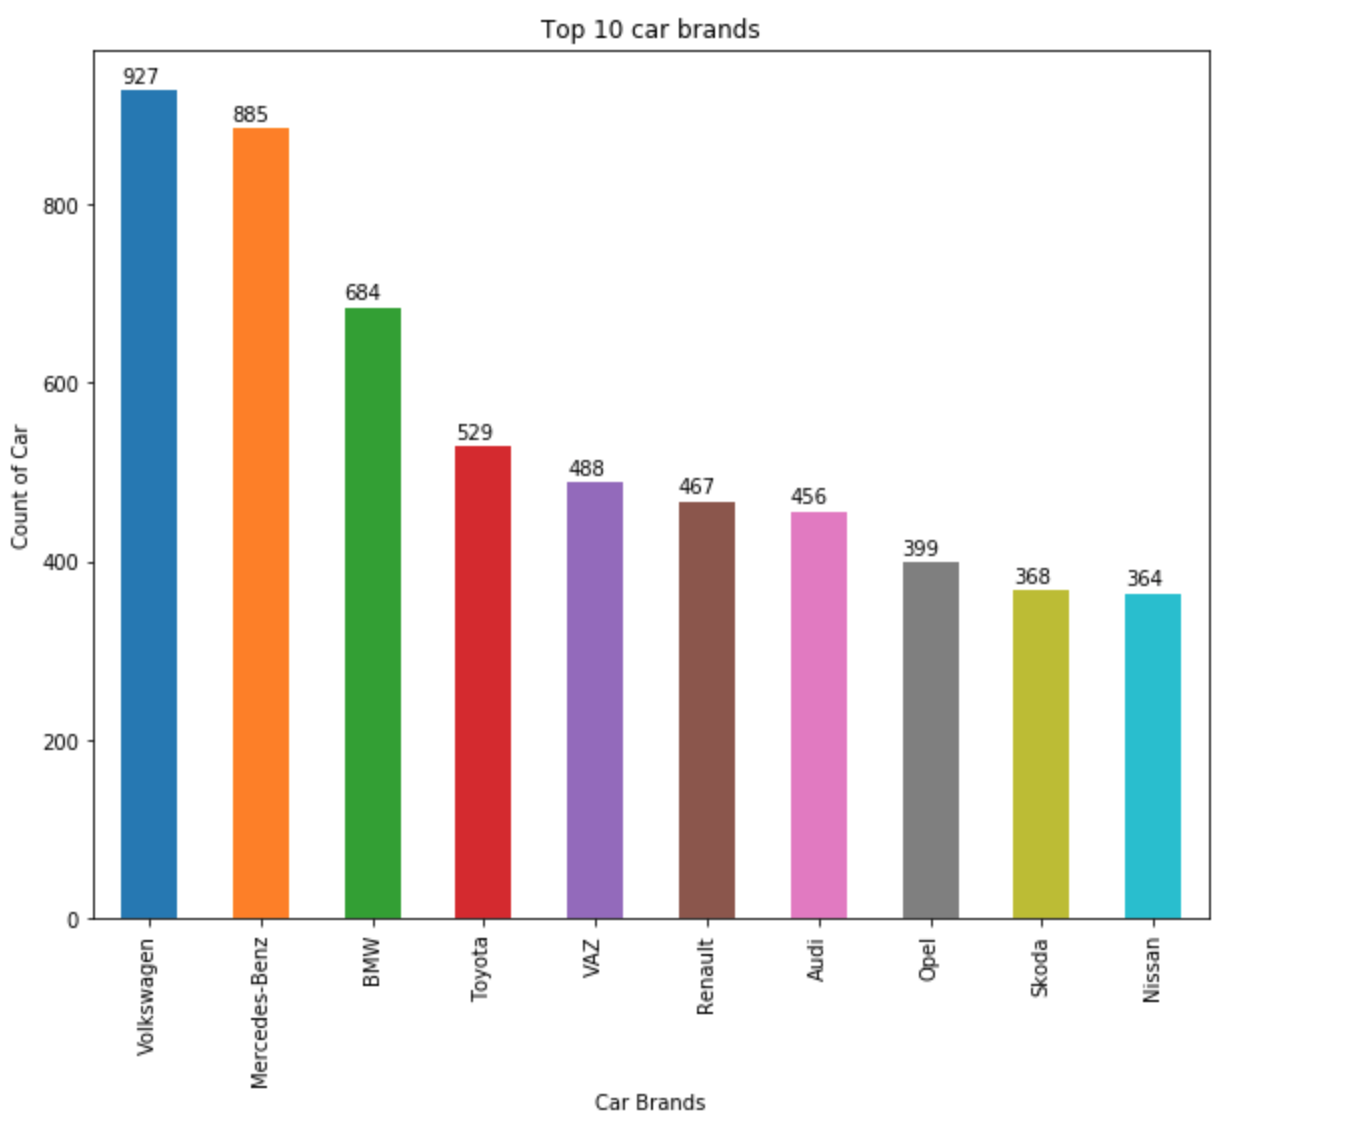 Top 10 car brands
927
885
684
529
488
467
456
399
368
364
800
600
400
200
0
Count of Car
Volkswagen
Mercedes-Benz
BMW
Toyota
VAZ
Renault
Audi
Opel
Skoda
Nissan
Car Brands